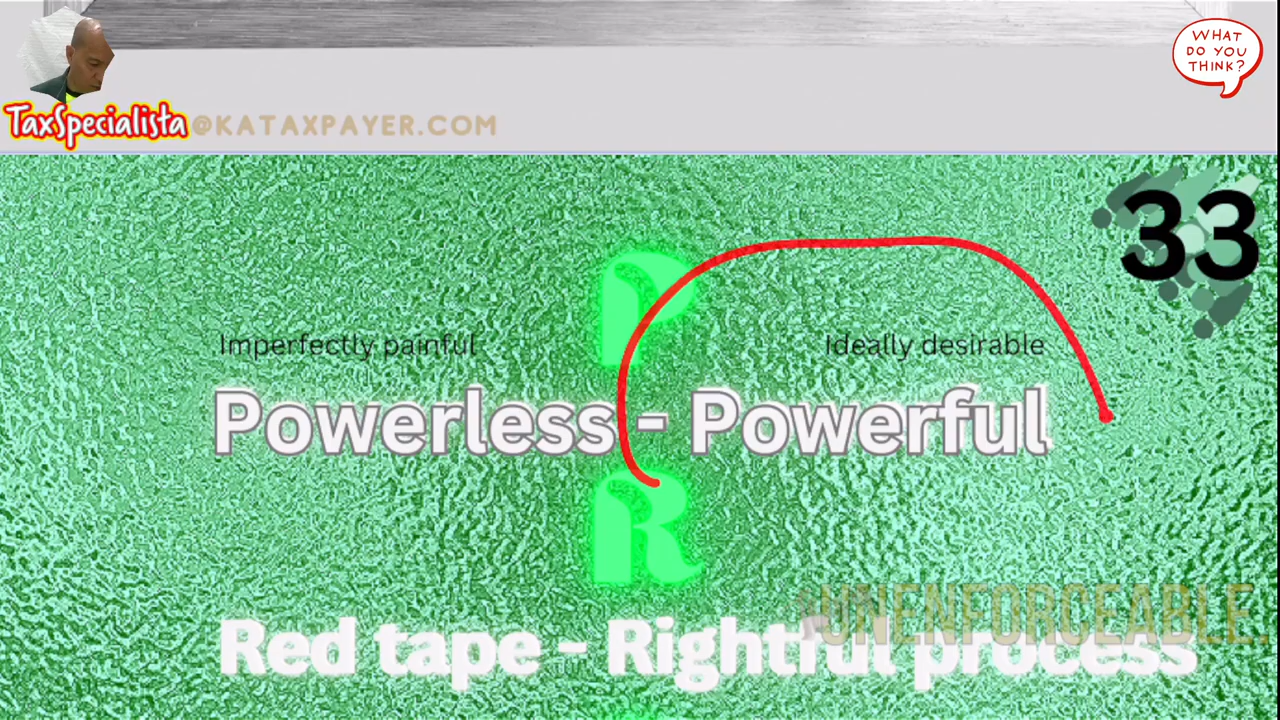 WHAT
DO YOU
THINK?
TaxSpecialista @KATAXPAYER.COM
33
P
Imperfectly painful Ideally desirable
Powerless - Powerful
R
UNENFORCEABLE.
Red tape - Rightful process